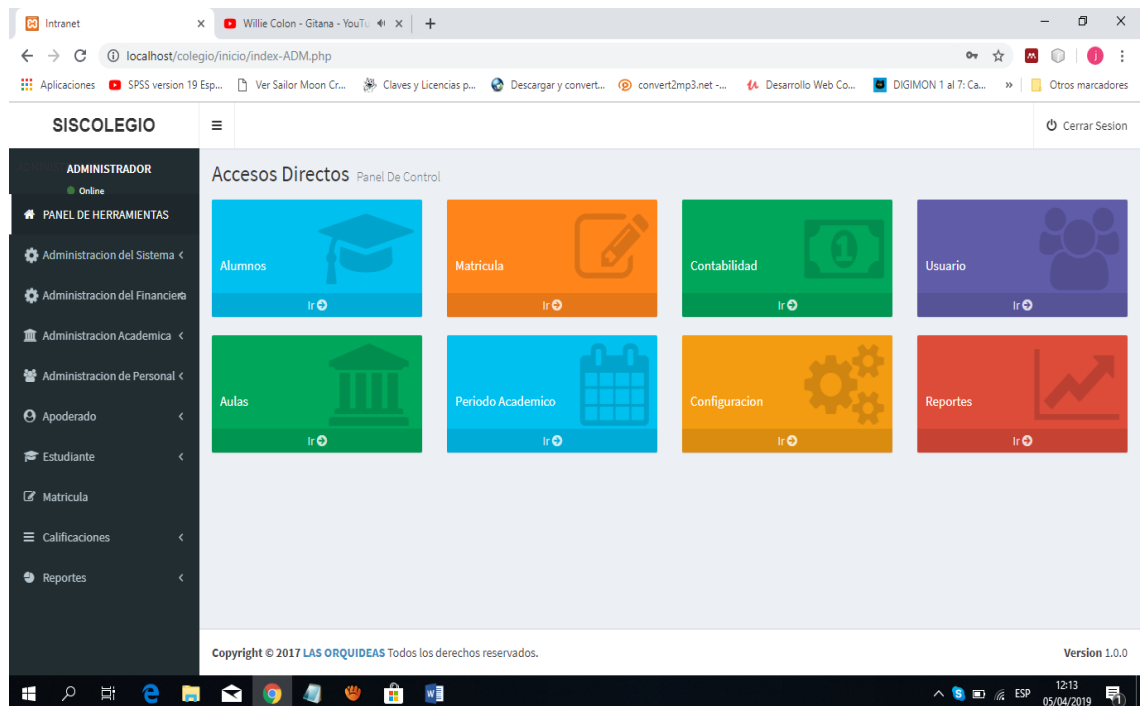 Intranet
Willie Colon - Gitana - YouTu
localhost/colegio/inicio/index-ADM.php
Aplicaciones
SPSS version 19 Esp...
Ver Sailor Moon Cr...
Claves y Licencias p...
Descargar y convert...
convert2mp3.net -...
Desarrollo Web Co...
DIGIMON 1 al 7: Ca...
Otros marcadores
SISCOLEGIO
Cerrar Sesion
ADMINISTRADOR
Online
PANEL DE HERRAMIENTAS
Administracion del Sistema
Administracion del Financiera
Administracion Academica
Administracion de Personal
Apoderado
Estudiante
Matricula
Calificaciones
Reportes
Accesos Directos Panel De Control
Alumnos
Ir
Matricula
Ir
Contabilidad
1
Ir
Usuario
Ir
Aulas
Ir
Periodo Academico
Ir
Configuracion
Ir
Reportes
Ir
Copyright © 2017 LAS ORQUIDEAS Todos los derechos reservados.
Version 1.0.0
ESP
12:13
05/04/2019